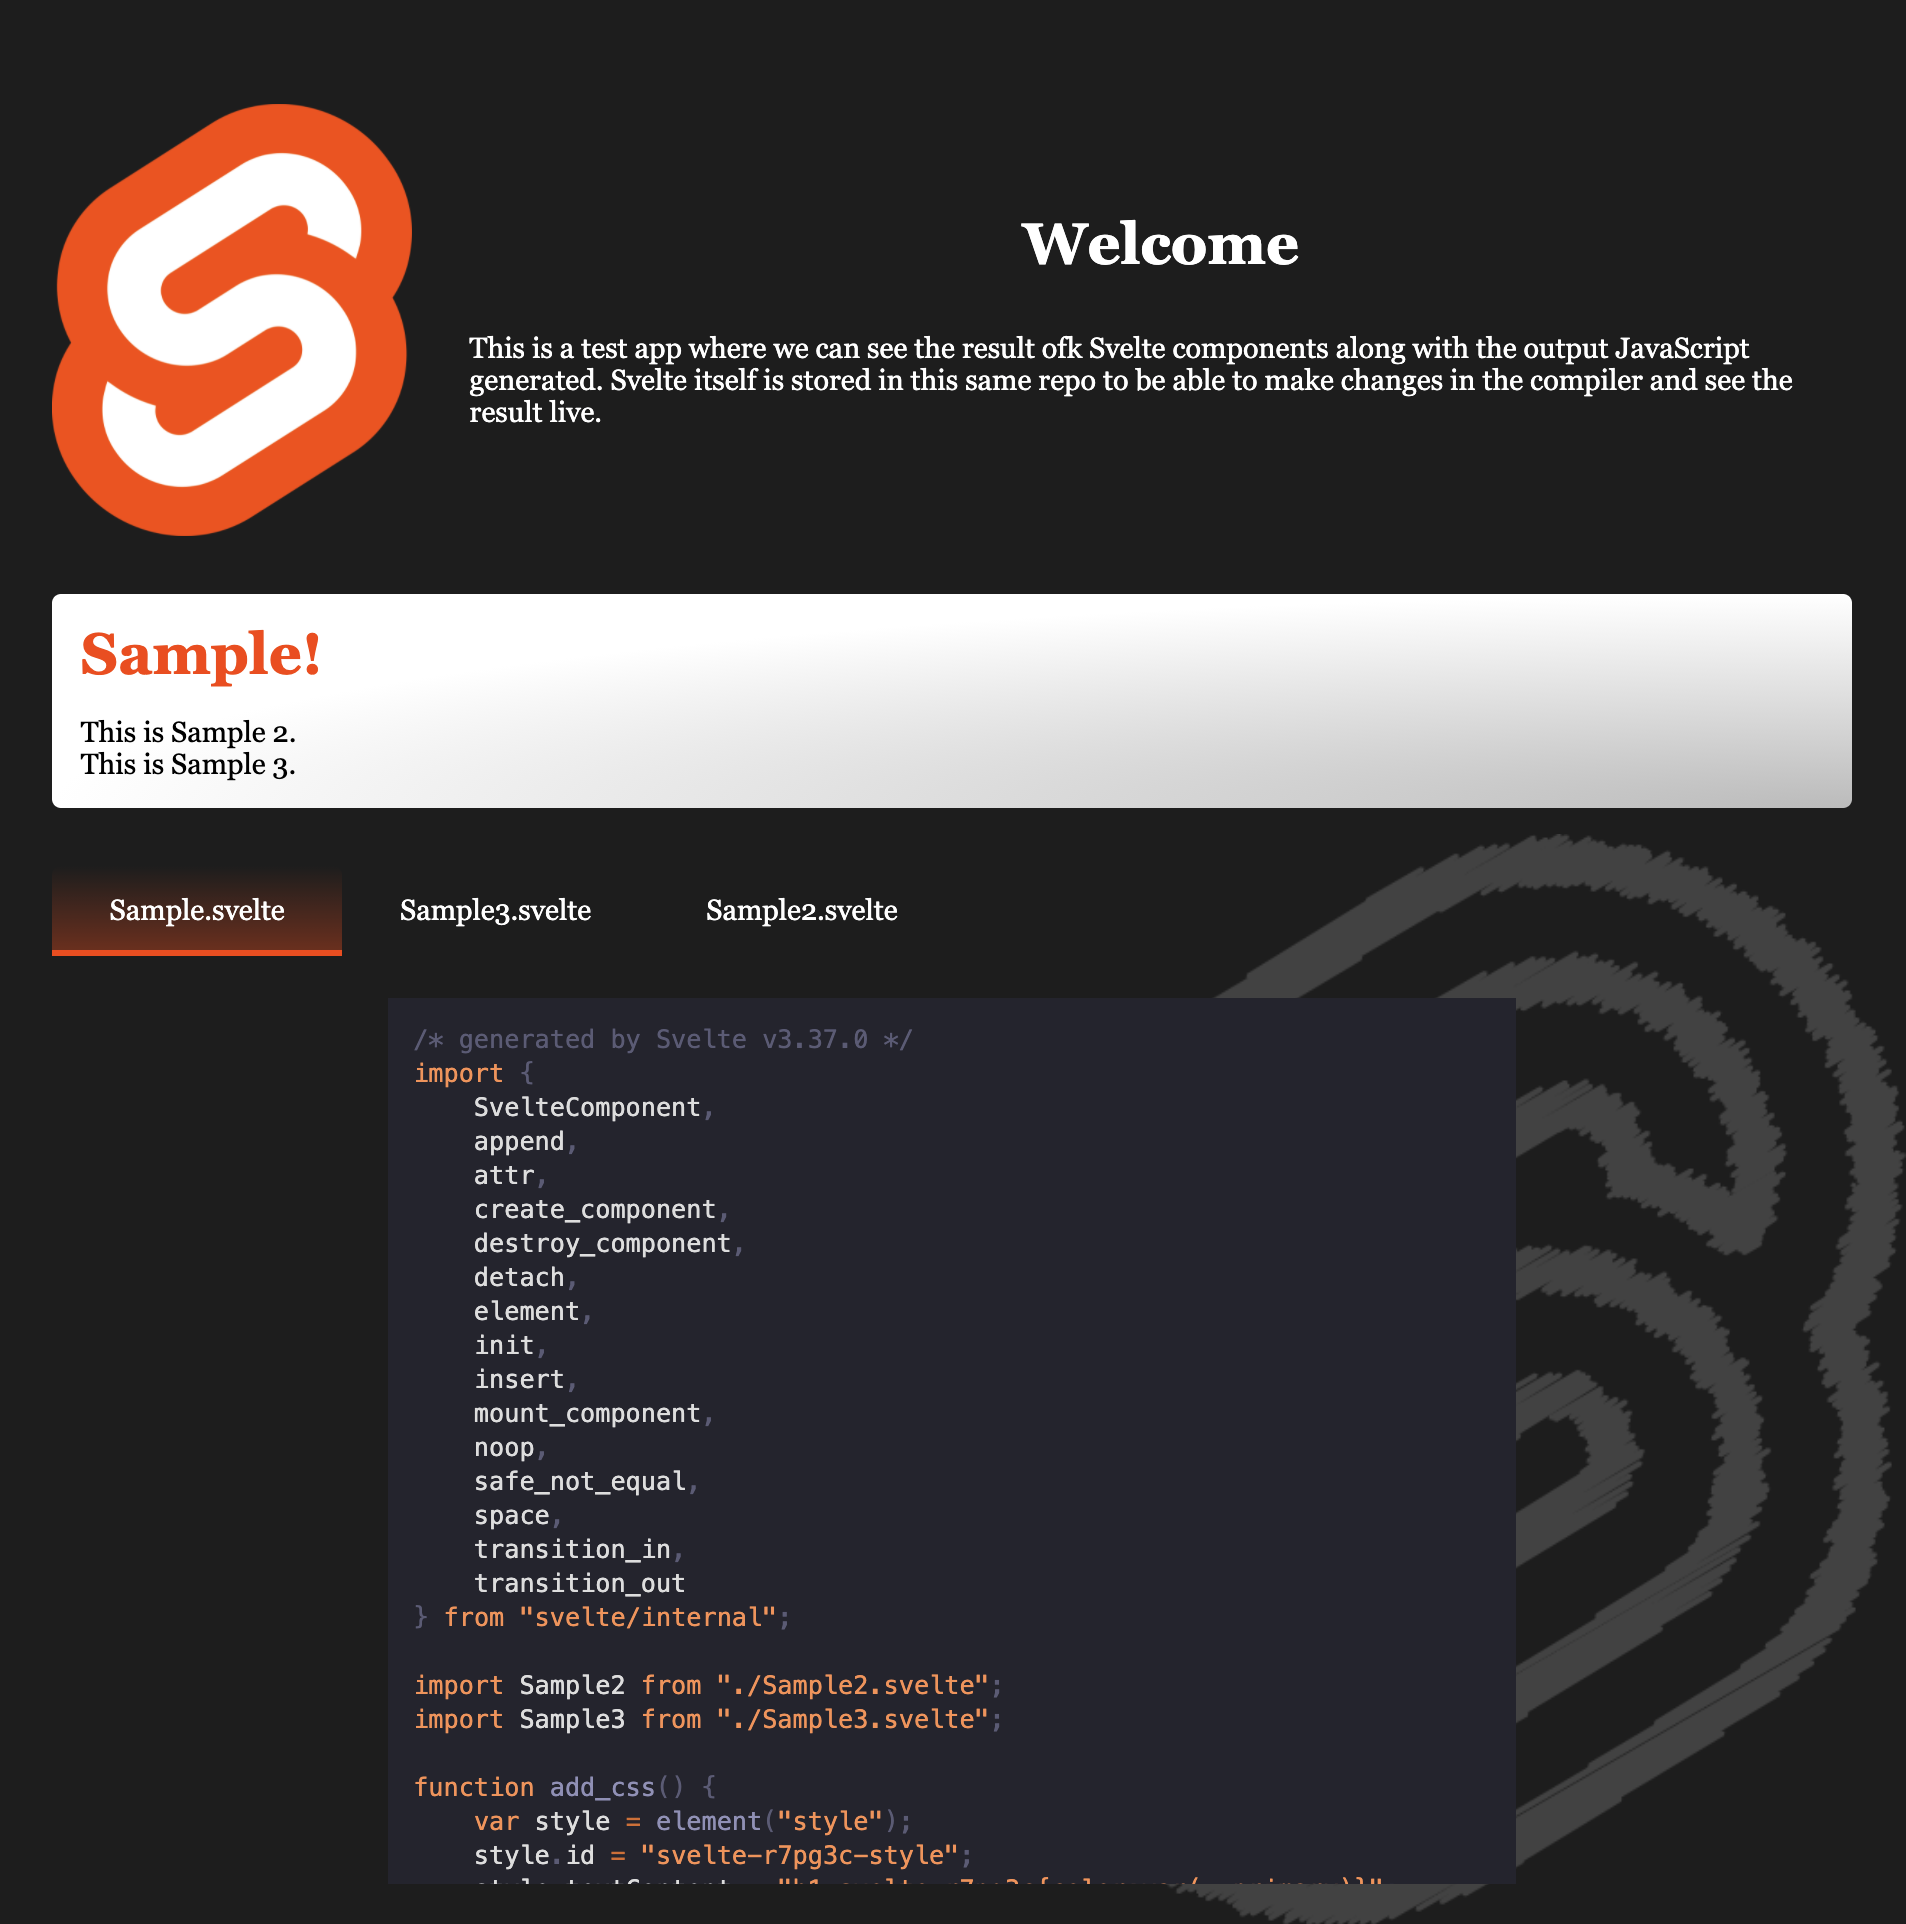 Welcome
This is a test app where we can see the result ofk Svelte components along with the output JavaScript
generated. Svelte itself is stored in this same repo to be able to make changes in the compiler and see the
result live.
Sample!
This is Sample 2.
This is Sample 3.
Sample.svelte Sample3.svelte Sample2.svelte
/* generated by Svelte v3.37.0 */
import {
    SvelteComponent,
    append,
    attr,
    create_component,
    destroy_component,
    detach,
    element,
    init,
    insert,
    mount_component,
    noop,
    safe_not_equal,
    space,
    transition_in,
    transition_out
} from "svelte/internal";
import Sample2 from "./Sample2.svelte";
import Sample3 from "./Sample3.svelte";
function add_css() {
    var style = element("style");
    style.id = "svelte-r7pg3c-style";